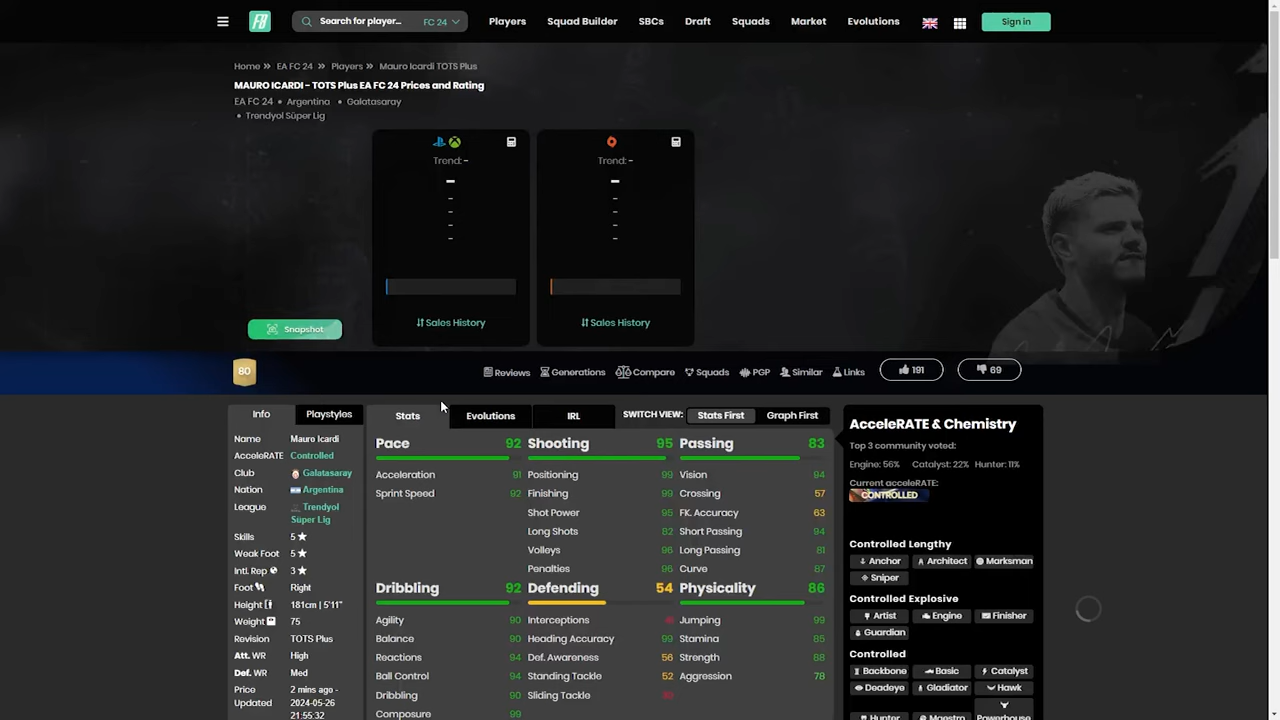 Search for player... FC 24
Players Squad Builder SBCs Draft Squads Market Evolutions Sign in
Home » EA FC 24 » Players » Mauro Icardi TOTS Plus
MAURO ICARDI - TOTS Plus EA FC 24 Prices and Rating
EA FC 24 • Argentina • Galatasaray
• Trendyol Süper Lig
Trend: - Trend: -
- -
- -
- -
- -
- -
Sales History Sales History
Snapshot
80 Reviews Generations Compare Squads PGP Similar Links 191 69
Info Playstyles
Name Mauro Icardi
AcceleRATE Controlled
Club Galatasaray
Nation Argentina
League Trendyol
Süper Lig
Skills 5
Weak Foot 5
Intl. Rep 3
Foot Right
Height 181cm | 5'11"
Weight 75
Revision TOTS Plus
Att. WR High
Def. WR Med
Price 2 mins ago -
Updated 2024-05-26
21:55:32
Stats Evolutions IRL SWITCH VIEW: Stats First Graph First
Pace 92
Acceleration 91
Sprint Speed 92
Shooting 95
Positioning 99
Finishing 99
Shot Power 95
Long Shots 82
Volleys 96
Penalties 96
Passing 83
Vision 94
Crossing 57
FK. Accuracy 63
Short Passing 94
Long Passing 81
Curve 87
Dribbling 92
Agility 90
Balance 90
Reactions 94
Ball Control 94
Dribbling 90
Composure 99
Defending 54
Interceptions
Heading Accuracy 99
Def. Awareness 56
Standing Tackle 52
Sliding Tackle
Physicality 86
Jumping 99
Stamina 85
Strength 88
Aggression 78
AcceleRATE & Chemistry
Top 3 community voted:
Engine: 56% Catalyst: 22% Hunter: 11%
Current acceleRATE:
CONTROLLED
Controlled Lengthy
Anchor Architect Marksman
Sniper
Controlled Explosive
Artist Engine Finisher
Guardian
Controlled
Backbone Basic Catalyst
Deadeye Gladiator Hawk
Hunter Maestro Powerhouse